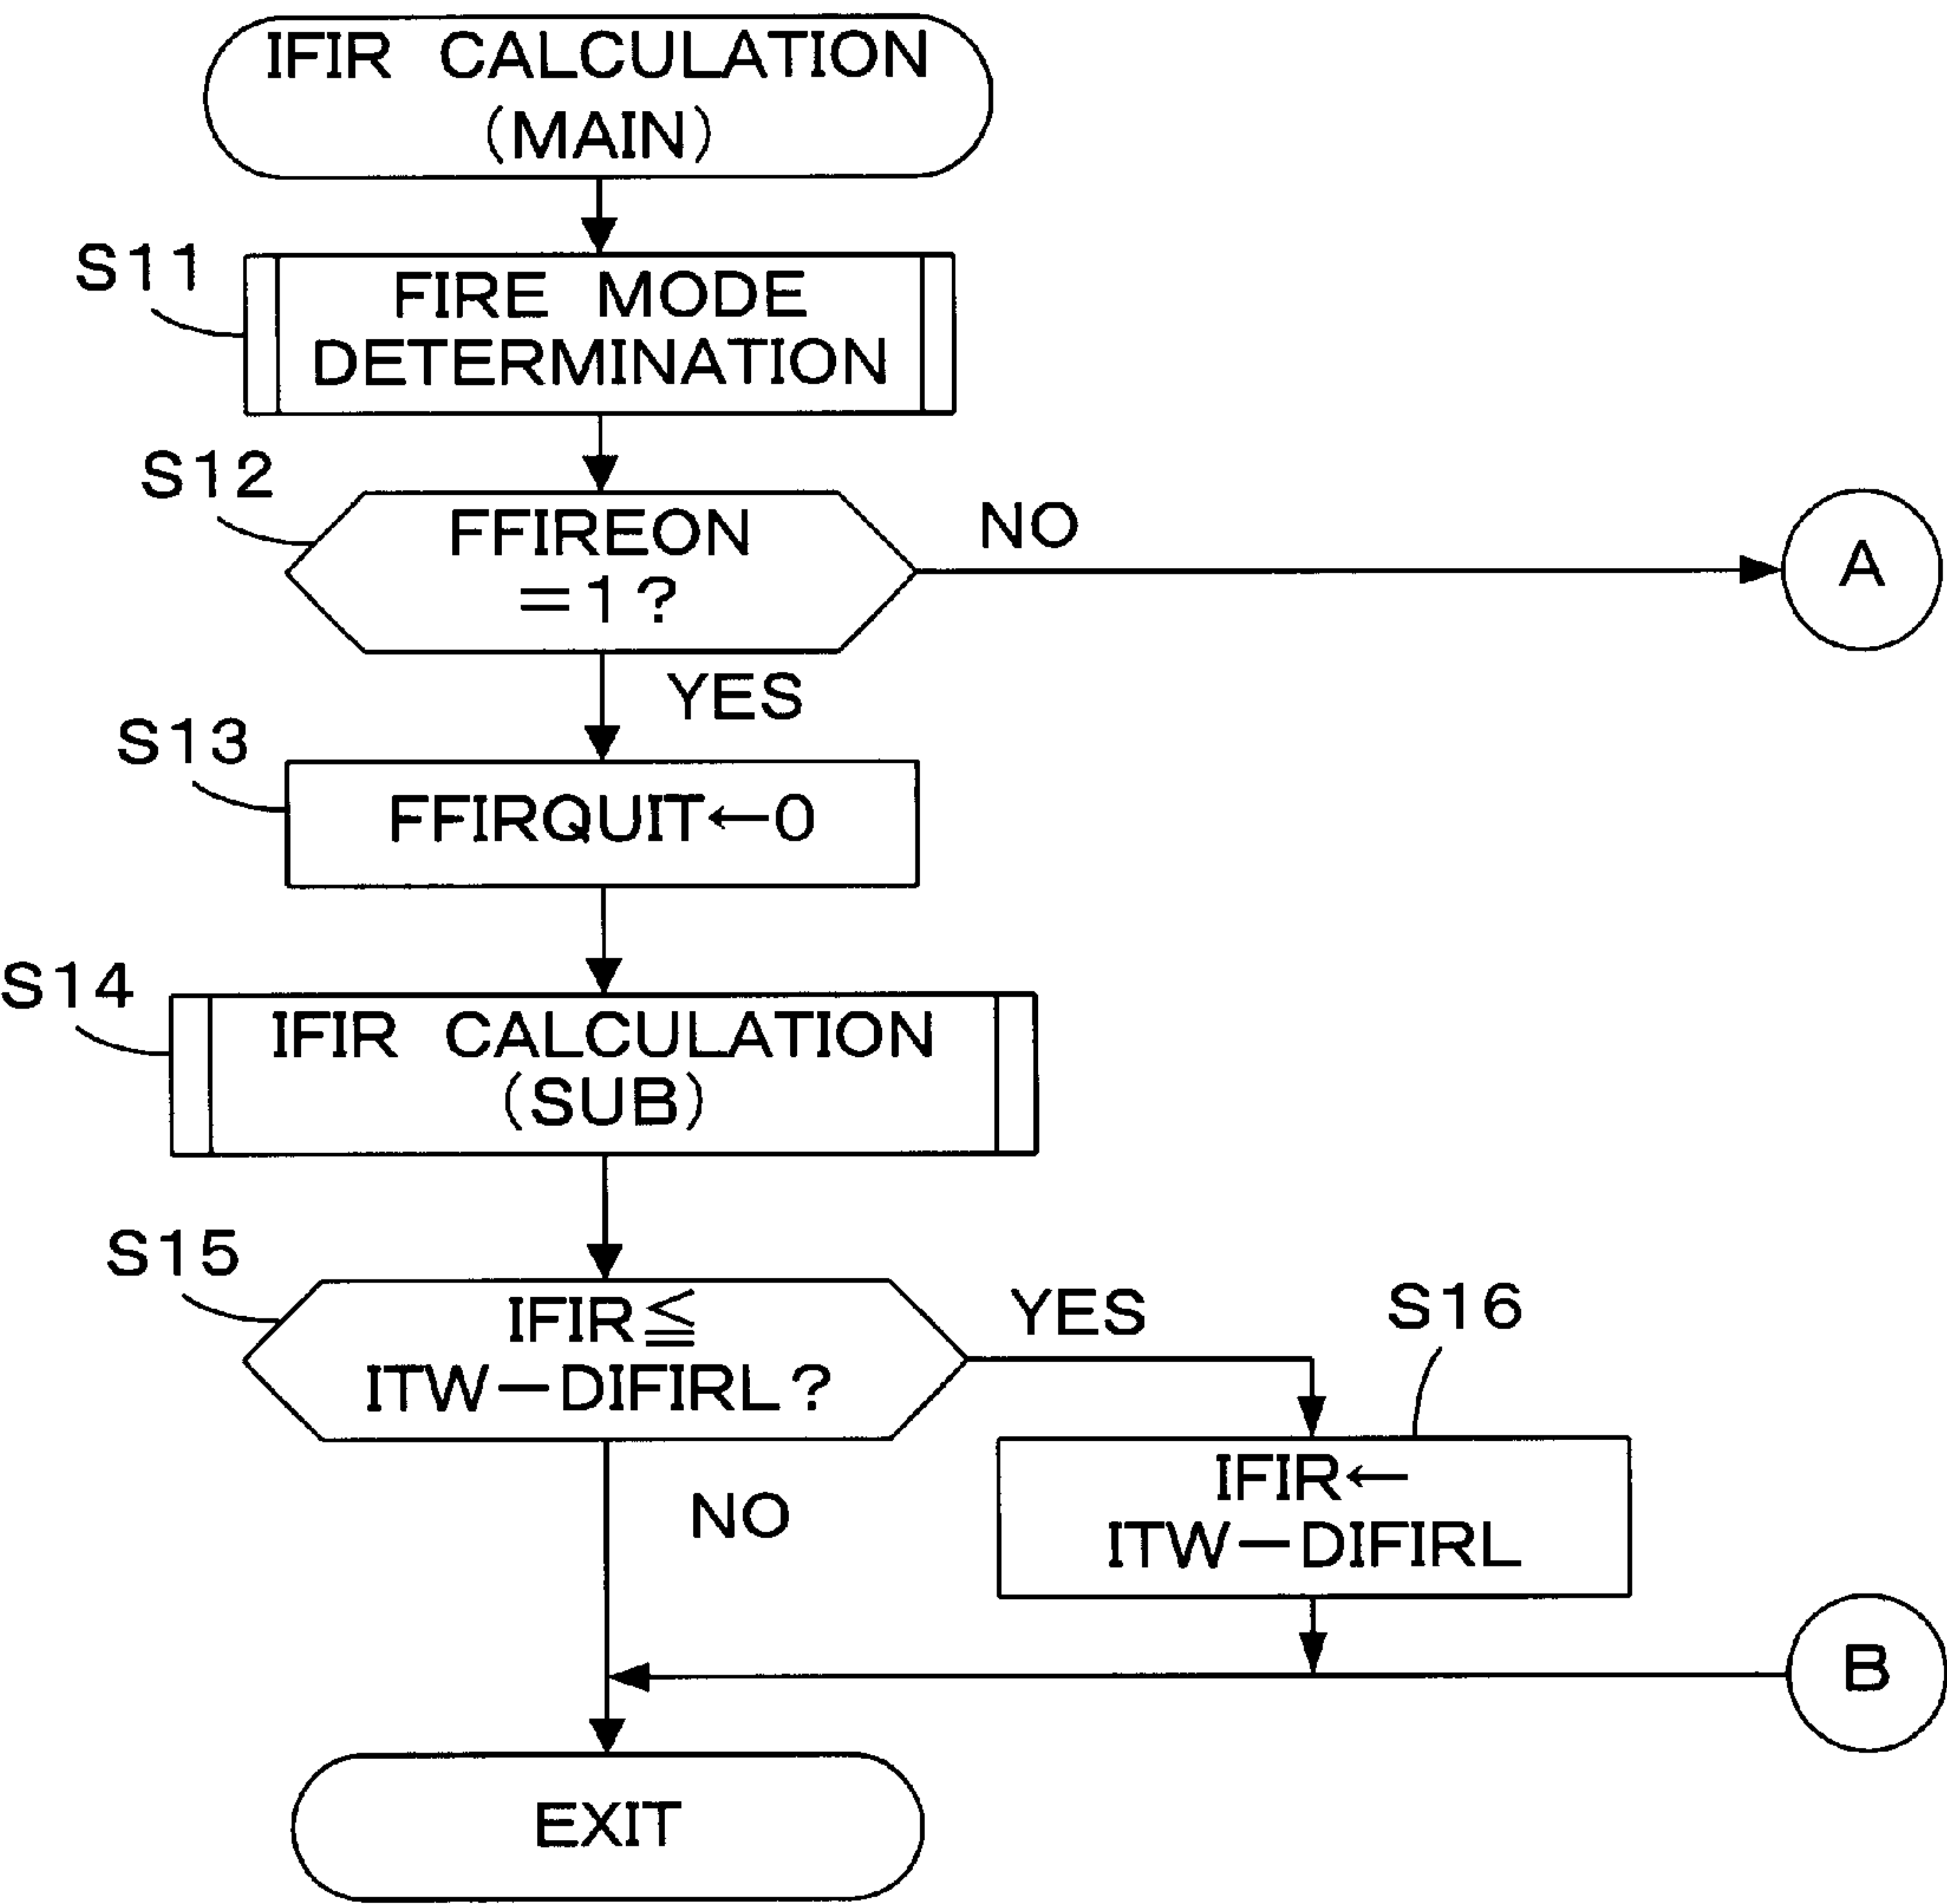 IFIR CALCULATION
(MAIN)
S11
FIRE MODE
DETERMINATION
S12
FFIREON
=1?
NO
A
YES
S13
FFIRQUIT←0
S14
IFIR CALCULATION
(SUB)
S15
IFIR≦
ITW−DIFIRL?
YES
S16
IFIR←
ITW−DIFIRL
NO
B
EXIT